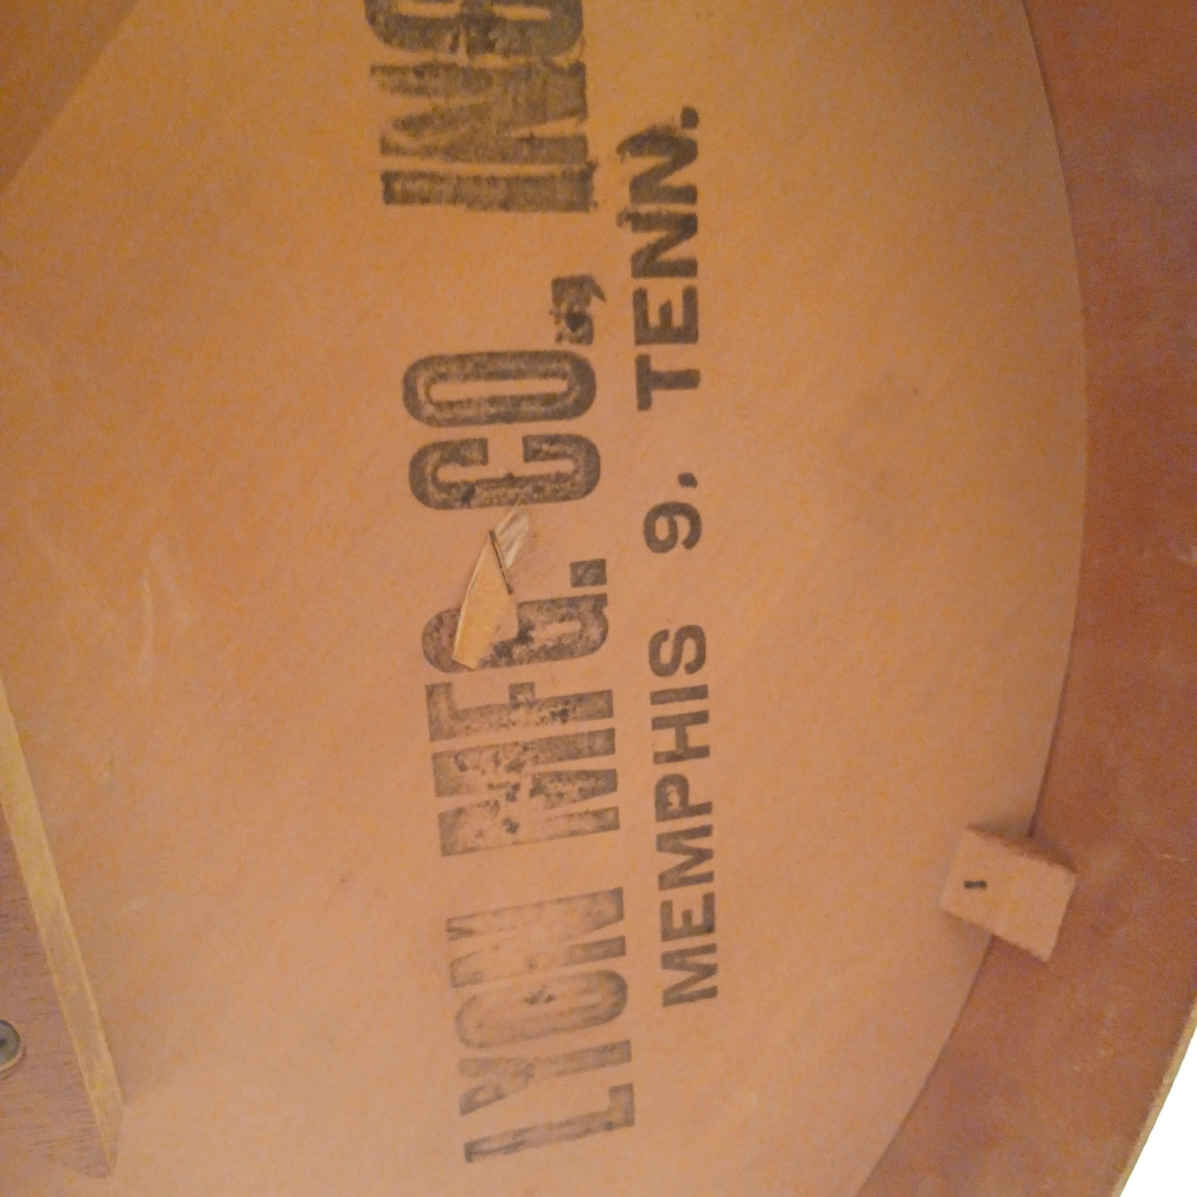 LYON MFG. CO., INC
MEMPHIS 9, TENN.